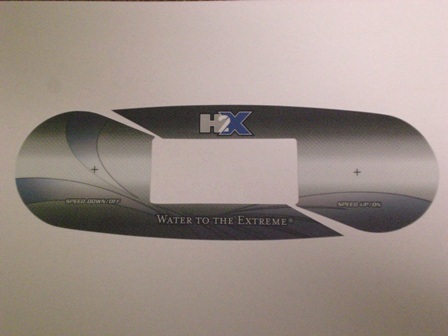 H2X
SPEED DOWN/OFF
SPEED UP/ON
WATER TO THE EXTREME®